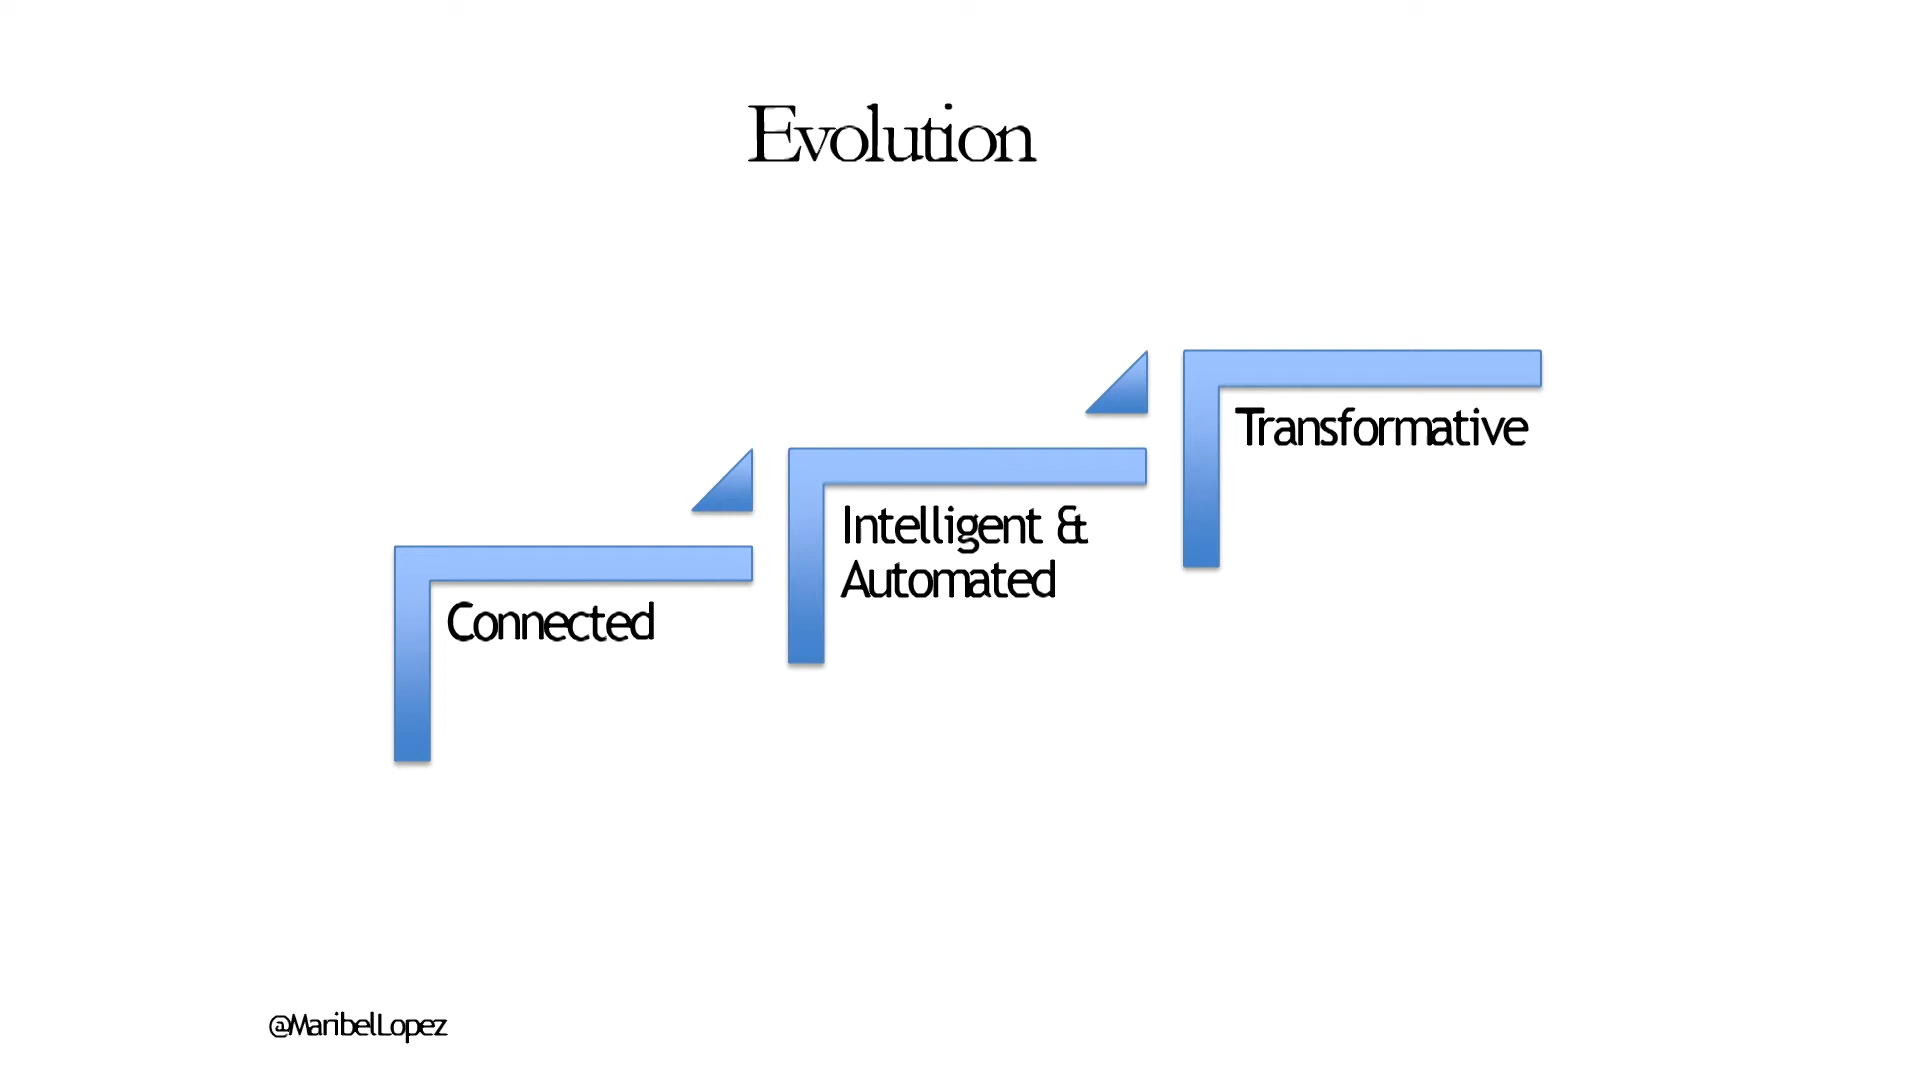 Evolution
Connected
Intelligent &
Automated
Transformative
@MaribelLopez